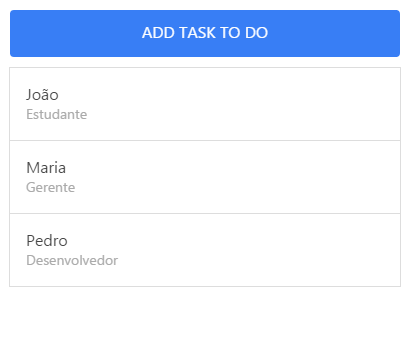 ADD TASK TO DO
João
Estudante
Maria
Gerente
Pedro
Desenvolvedor